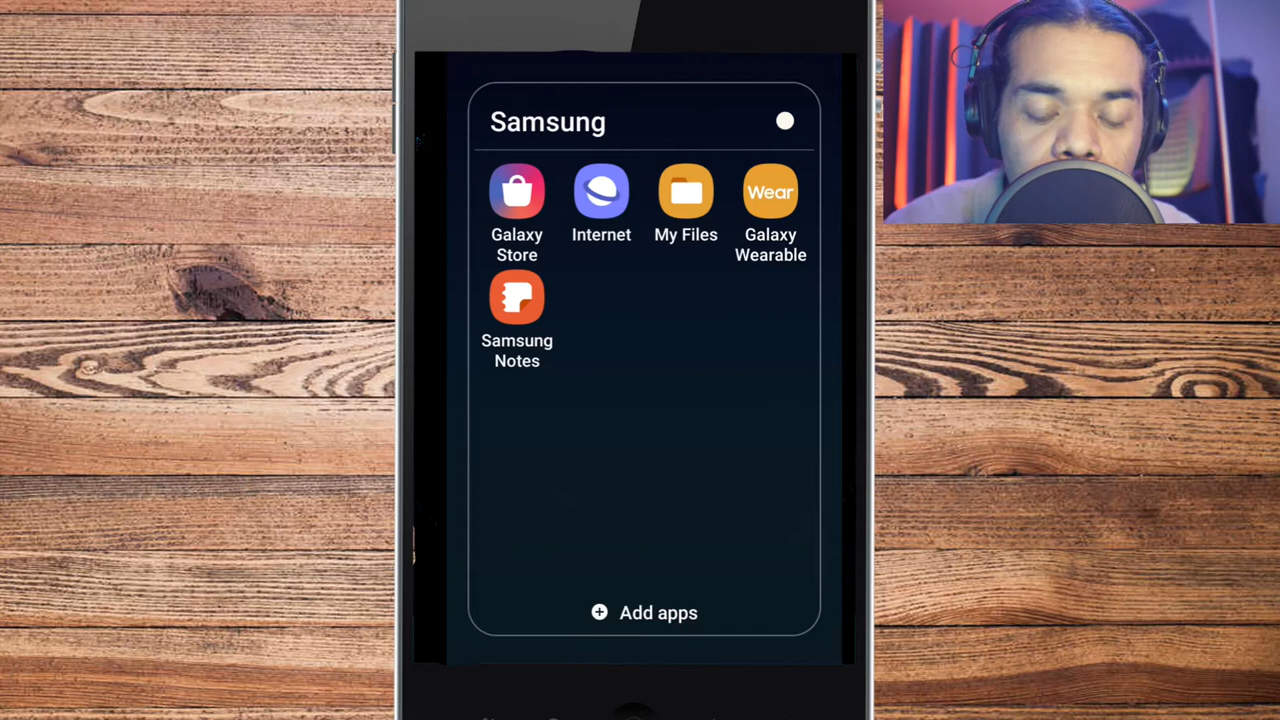 Samsung
Galaxy
Store
Internet
My Files
Wear
Galaxy
Wearable
Samsung
Notes
Add apps